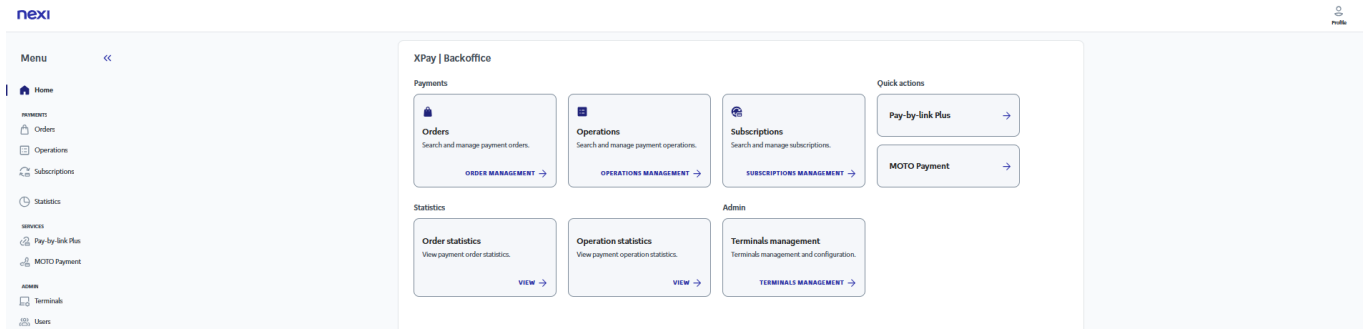 nexi
Profile
Menu
Home
PAYMENTS
Orders
Operations
Subscriptions
Statistics
SERVICES
Pay-by-link Plus
MOTO Payment
ADMIN
Terminals
Users
XPay | Backoffice
Payments
Orders
Search and manage payment orders.
ORDER MANAGEMENT
Operations
Search and manage payment operations.
OPERATIONS MANAGEMENT
Subscriptions
Search and manage subscriptions.
SUBSCRIPTIONS MANAGEMENT
Quick actions
Pay-by-link Plus
MOTO Payment
Statistics
Order statistics
View payment order statistics.
VIEW
Operation statistics
View payment operation statistics.
VIEW
Admin
Terminals management
Terminals management and configuration.
TERMINALS MANAGEMENT